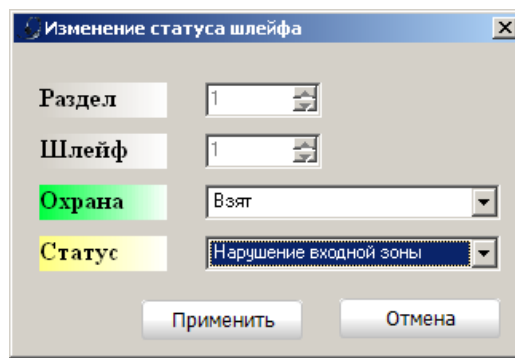 Изменение статуса шлейфа
Раздел 1
Шлейф 1
Охрана Взят
Статус Нарушение входной зоны
Применить Отмена